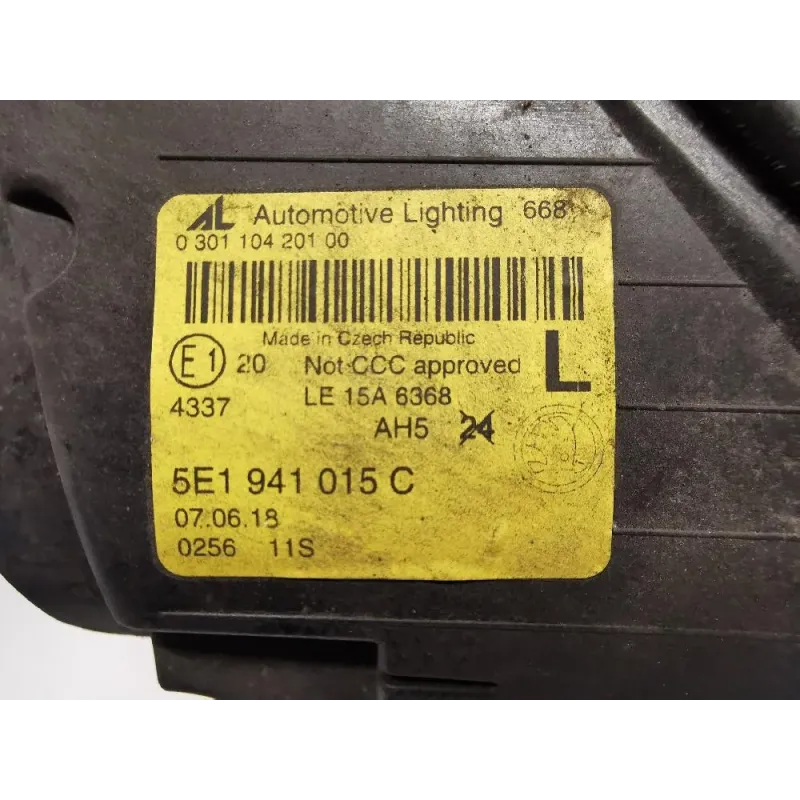 AL Automotive Lighting 668
0 301 104 201 00
Made in Czech Republic
E1 20 Not CCC approved L
4337 LE 15A 6368
AH5 24
5E1 941 015 C
07.06.18
0256 11S